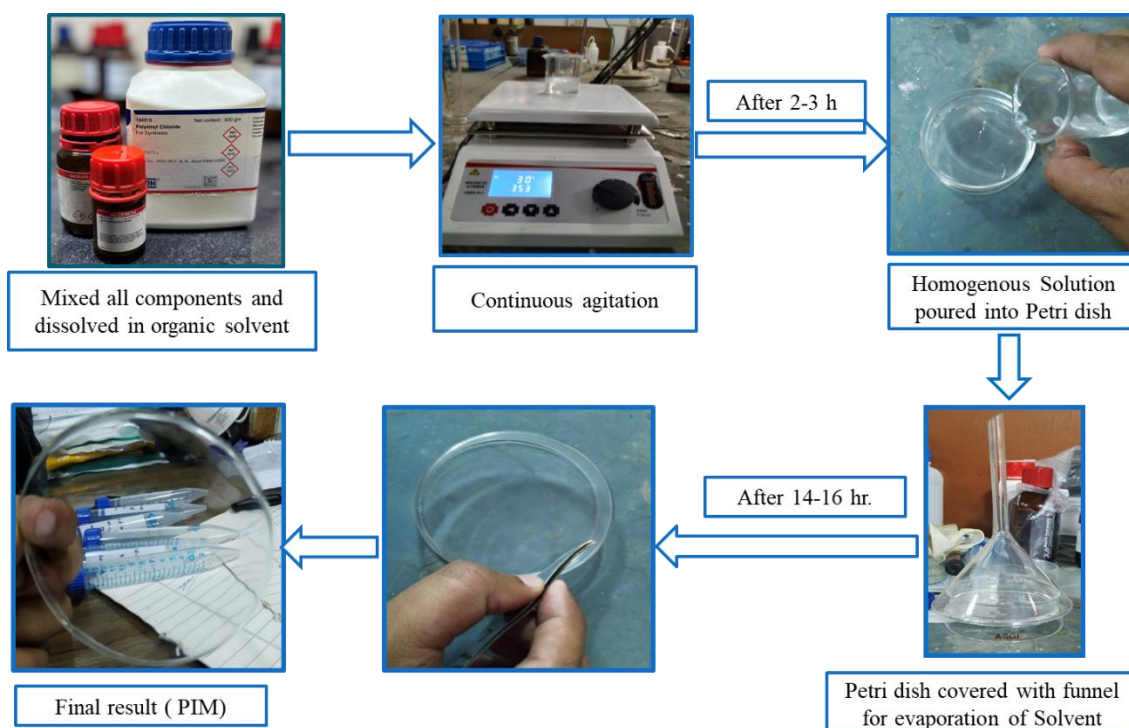 Polyvinyl Chloride
For Synthesis
Mixed all components and
dissolved in organic solvent
30
353
Continuous agitation
After 2-3 h
Homogenous Solution
poured into Petri dish
Petri dish covered with funnel
for evaporation of Solvent
After 14-16 hr.
Final result ( PIM)